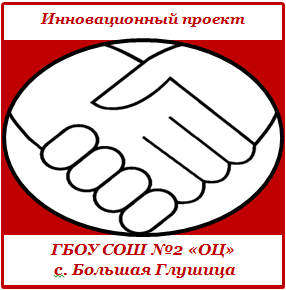 Инновационный проект
ГБОУ СОШ №2 «ОЦ»
с. Большая Глушица